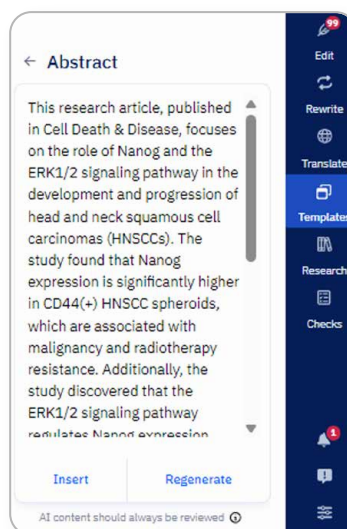 ← Abstract
This research article, published
in Cell Death & Disease, focuses
on the role of Nanog and the
ERK1/2 signaling pathway in the
development and progression of
head and neck squamous cell
carcinomas (HNSCCs). The
study found that Nanog
expression is significantly higher
in CD44(+) HNSCC spheroids,
which are associated with
malignancy and radiotherapy
resistance. Additionally, the
study discovered that the
ERK1/2 signaling pathway
regulates Nanog expression
Insert
Regenerate
AI content should always be reviewed
99
Edit
Rewrite
Translate
Templates
Research
Checks
1